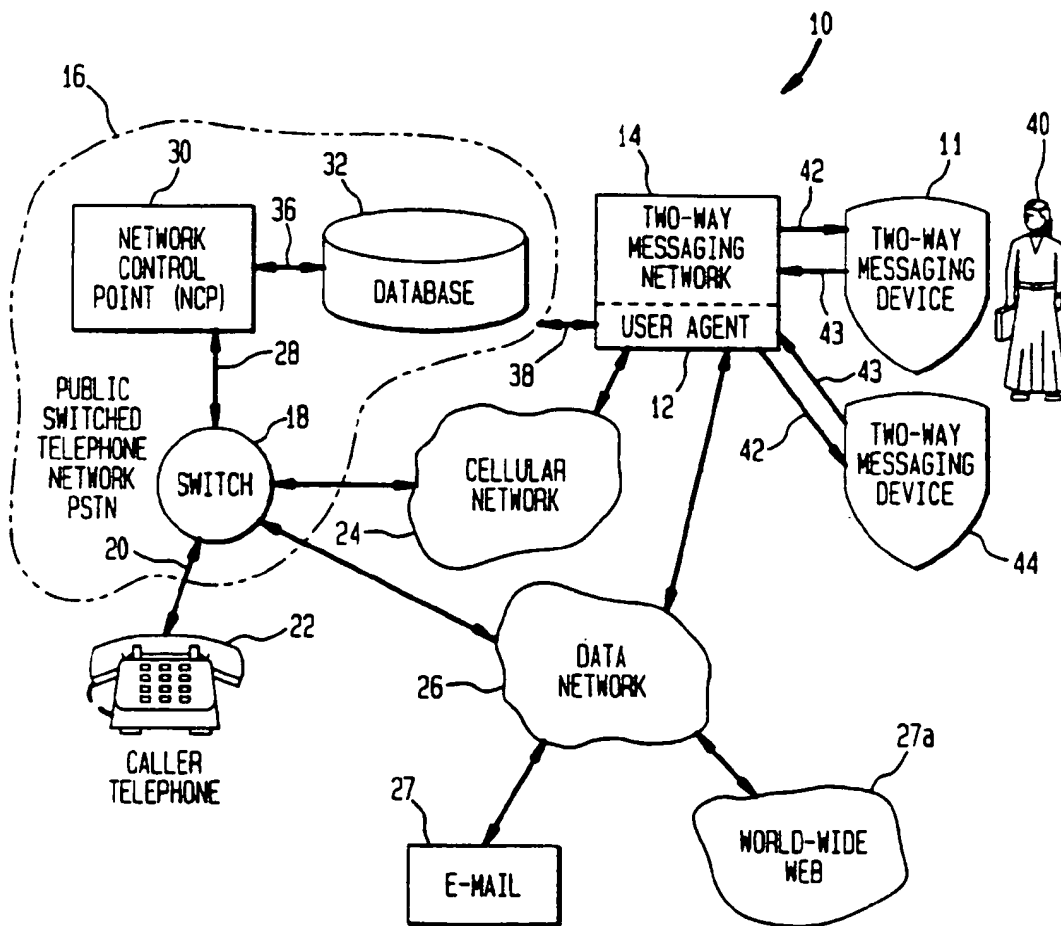 10
16
30
32
14
42
11
40
36
NETWORK
CONTROL
POINT (NCP)
DATABASE
TWO-WAY
MESSAGING
NETWORK
USER AGENT
TWO-WAY
MESSAGING
DEVICE
43
28
38
12
43
42
PUBLIC
SWITCHED
TELEPHONE
NETWORK
PSTN
18
SWITCH
CELLULAR
NETWORK
24
TWO-WAY
MESSAGING
DEVICE
44
20
22
CALLER
TELEPHONE
26
DATA
NETWORK
27
E-MAIL
27a
WORLD-WIDE
WEB